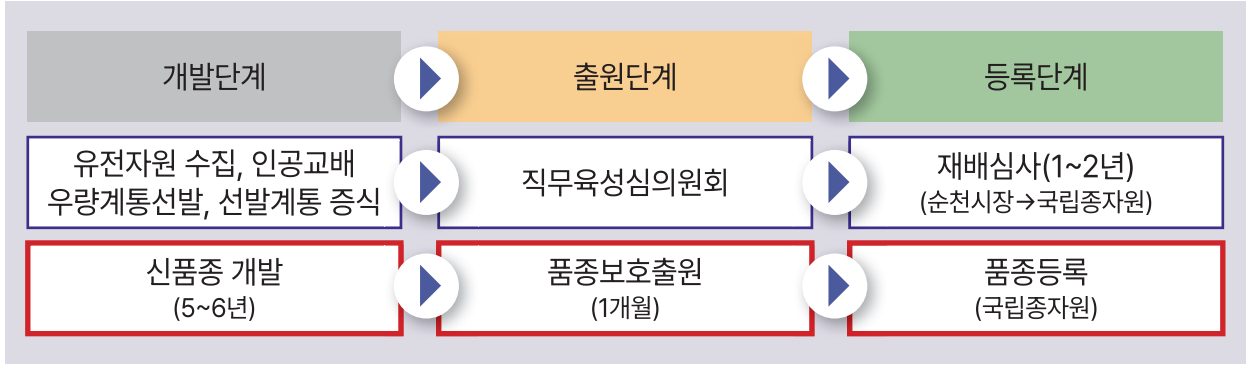 개발단계
출원단계
등록단계
유전자원 수집, 인공교배
우량계통선발, 선발계통 증식
직무육성심의위원회
재배심사(1~2년)
(순천시장→국립종자원)
신품종 개발
(5~6년)
품종보호출원
(1개월)
품종등록
(국립종자원)